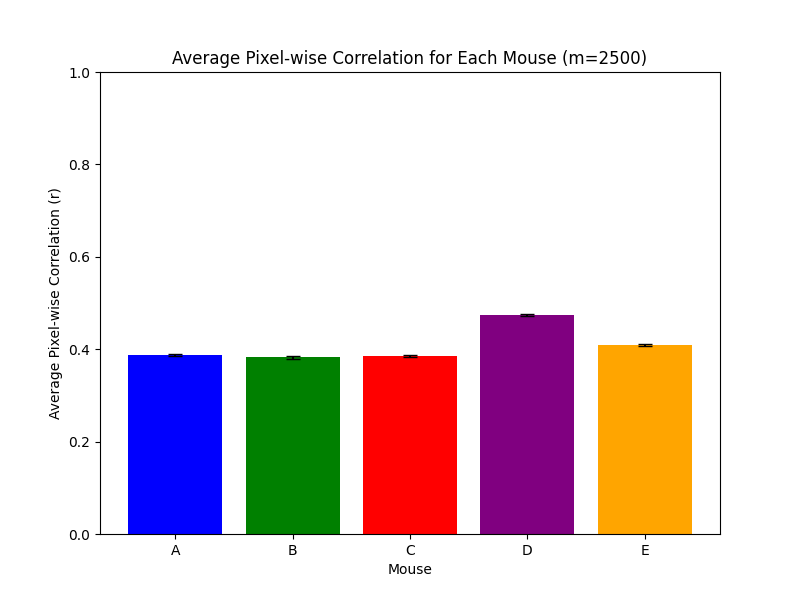 Average Pixel-wise Correlation for Each Mouse (m=2500)
1.0
0.8
0.6
0.4
0.2
0.0
Average Pixel-wise Correlation (r)
A B C D E
Mouse